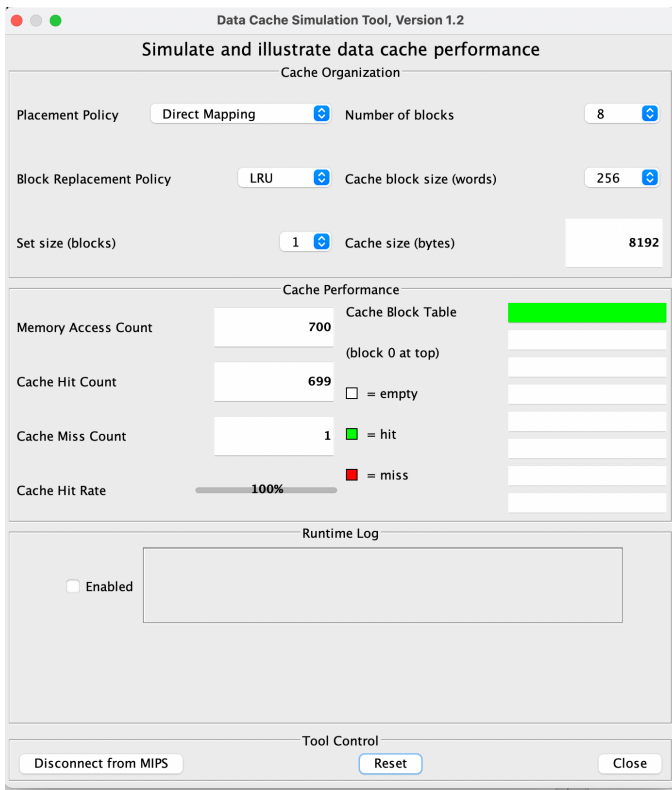 Data Cache Simulation Tool, Version 1.2
Simulate and illustrate data cache performance
Cache Organization
Placement Policy Direct Mapping Number of blocks 8
Block Replacement Policy LRU Cache block size (words) 256
Set size (blocks) 1 Cache size (bytes) 8192
Cache Performance
Cache Block Table
Memory Access Count 700
(block 0 at top)
Cache Hit Count 699
= empty
Cache Miss Count 1 = hit
= miss
Cache Hit Rate 100%
Runtime Log
Enabled
Tool Control
Disconnect from MIPS Reset Close